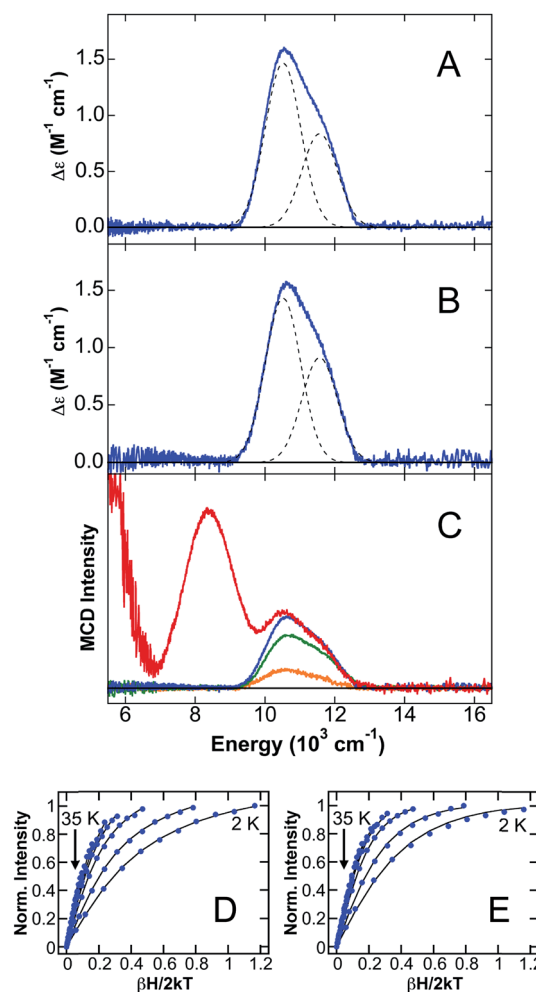 A
1.5
1.0
0.5
0.0
Δε (M⁻¹ cm⁻¹)
B
1.5
1.0
0.5
0.0
Δε (M⁻¹ cm⁻¹)
C
MCD Intensity
6 8 10 12 14 16
Energy (10³ cm⁻¹)
1
0.8
0.6
0.4
0.2
0
Norm. Intensity
35 K
2 K
D
0 0.2 0.4 0.6 0.8 1.0 1.2
βH/2kT
1
0.8
0.6
0.4
0.2
0
Norm. Intensity
35 K
2 K
E
0 0.2 0.4 0.6 0.8 1.0 1.2
βH/2kT